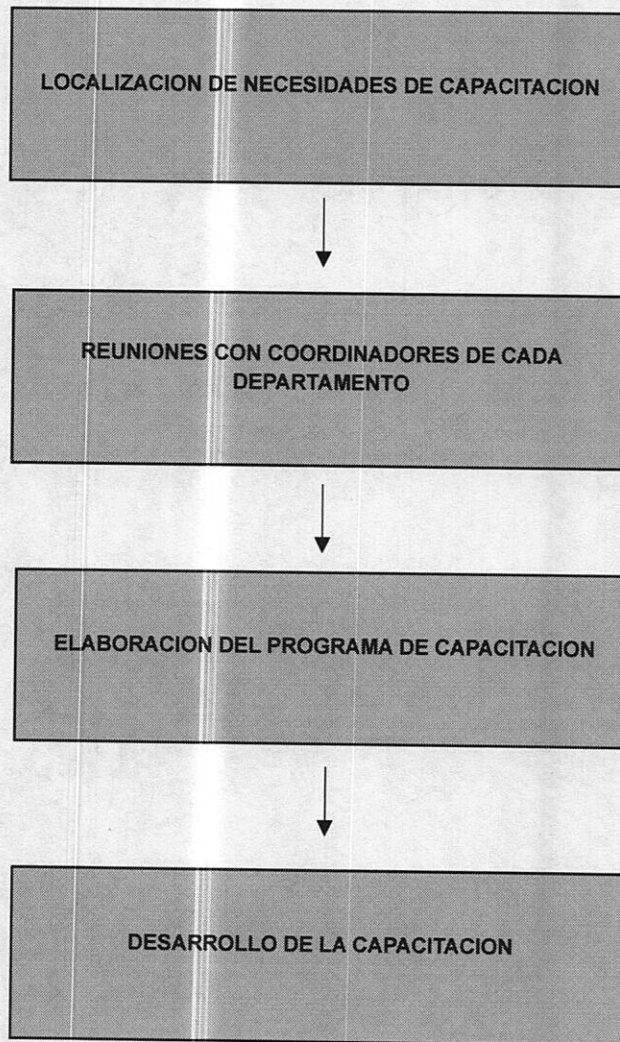 LOCALIZACION DE NECESIDADES DE CAPACITACION
REUNIONES CON COORDINADORES DE CADA
DEPARTAMENTO
ELABORACION DEL PROGRAMA DE CAPACITACION
DESARROLLO DE LA CAPACITACION